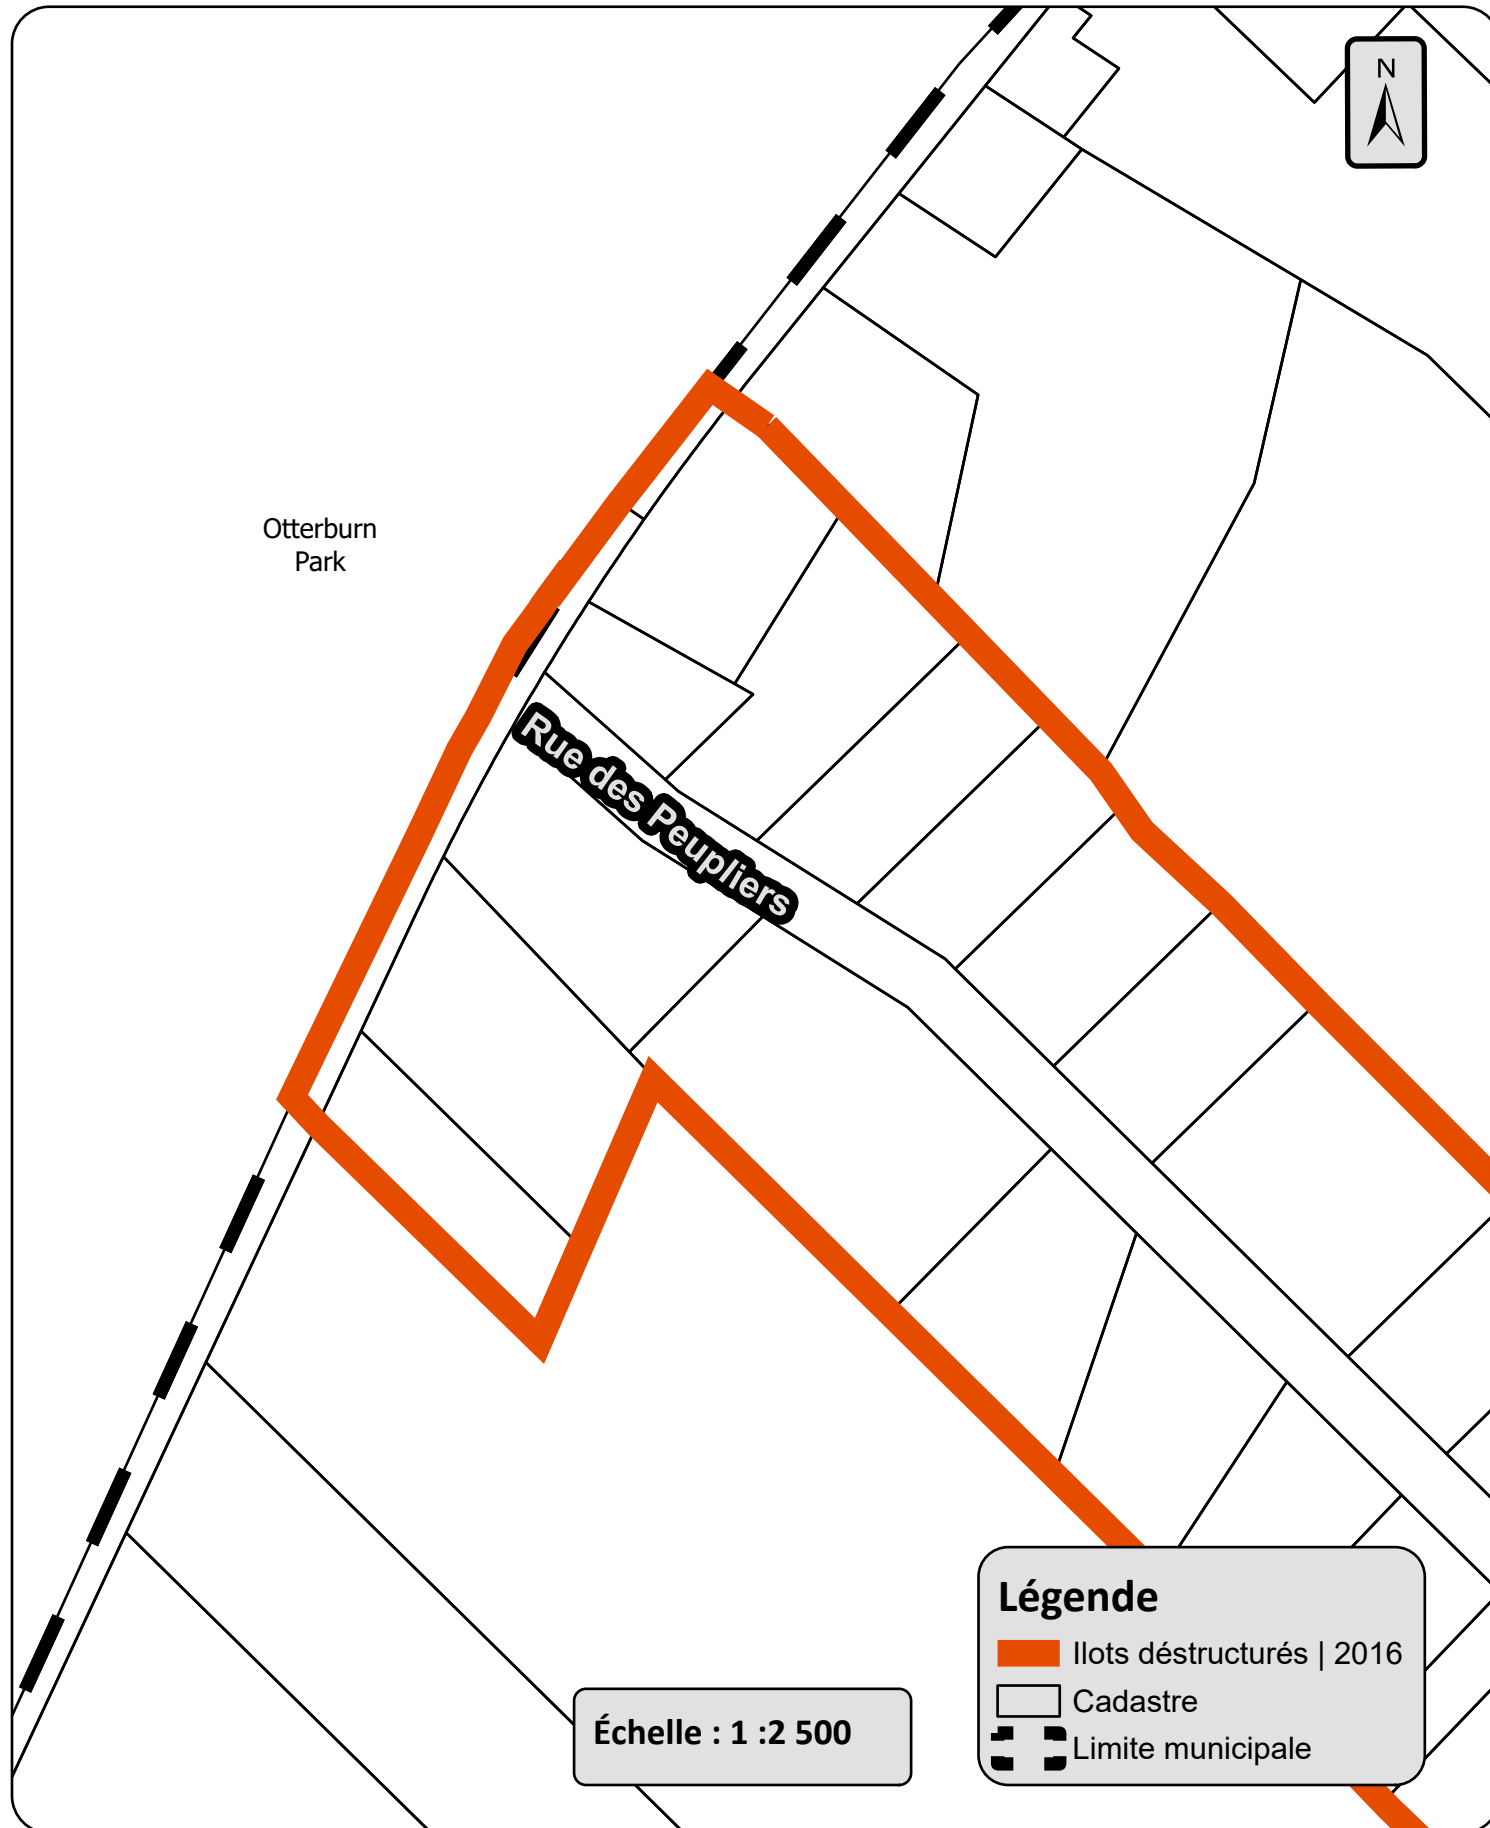 N
Otterburn
Park
Rue des Peupliers
Légende
Ilots déstructurés | 2016
Cadastre
Limite municipale
Échelle : 1 :2 500